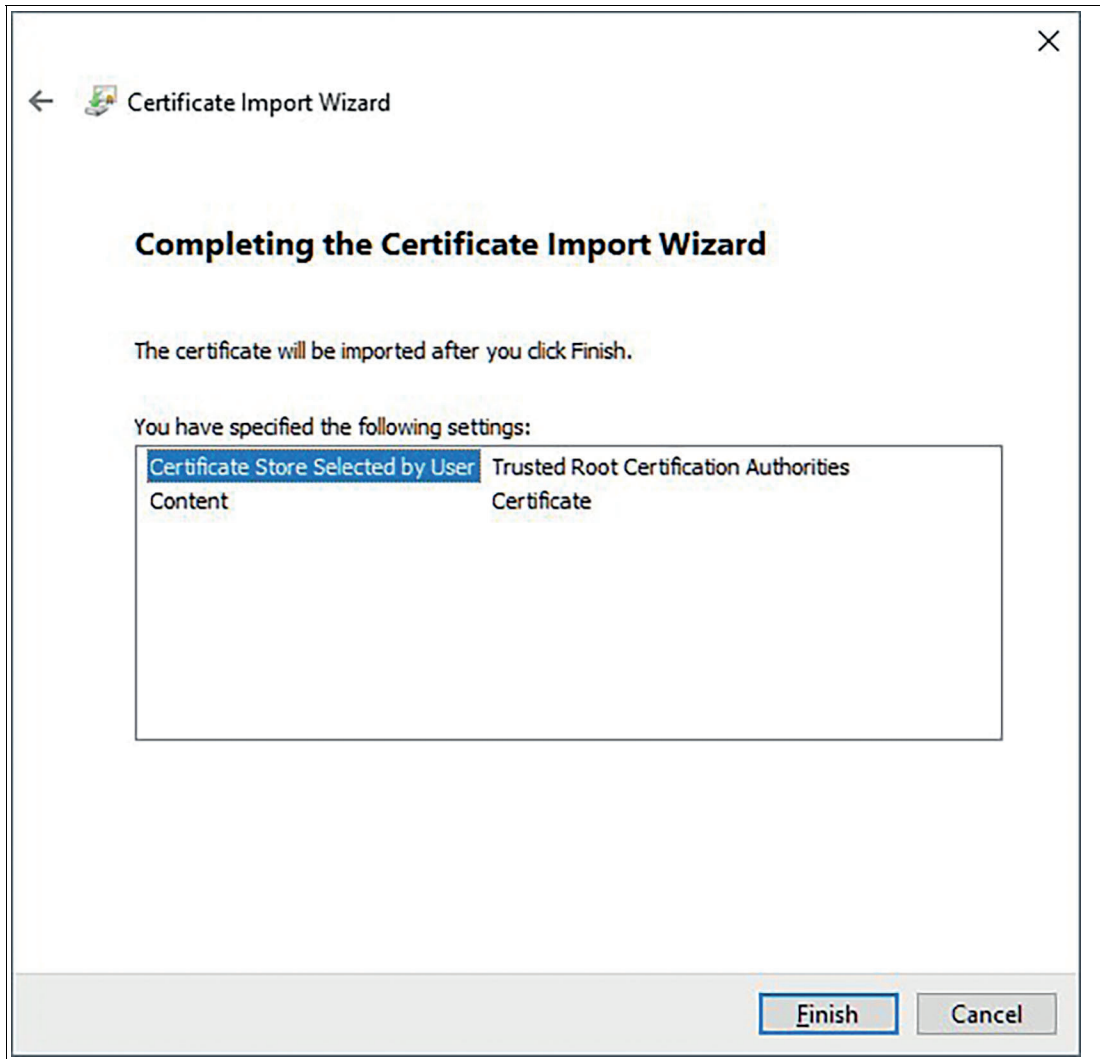 Certificate Import Wizard
Completing the Certificate Import Wizard
The certificate will be imported after you click Finish.
You have specified the following settings:
Certificate Store Selected by User Trusted Root Certification Authorities
Content Certificate
Finish Cancel